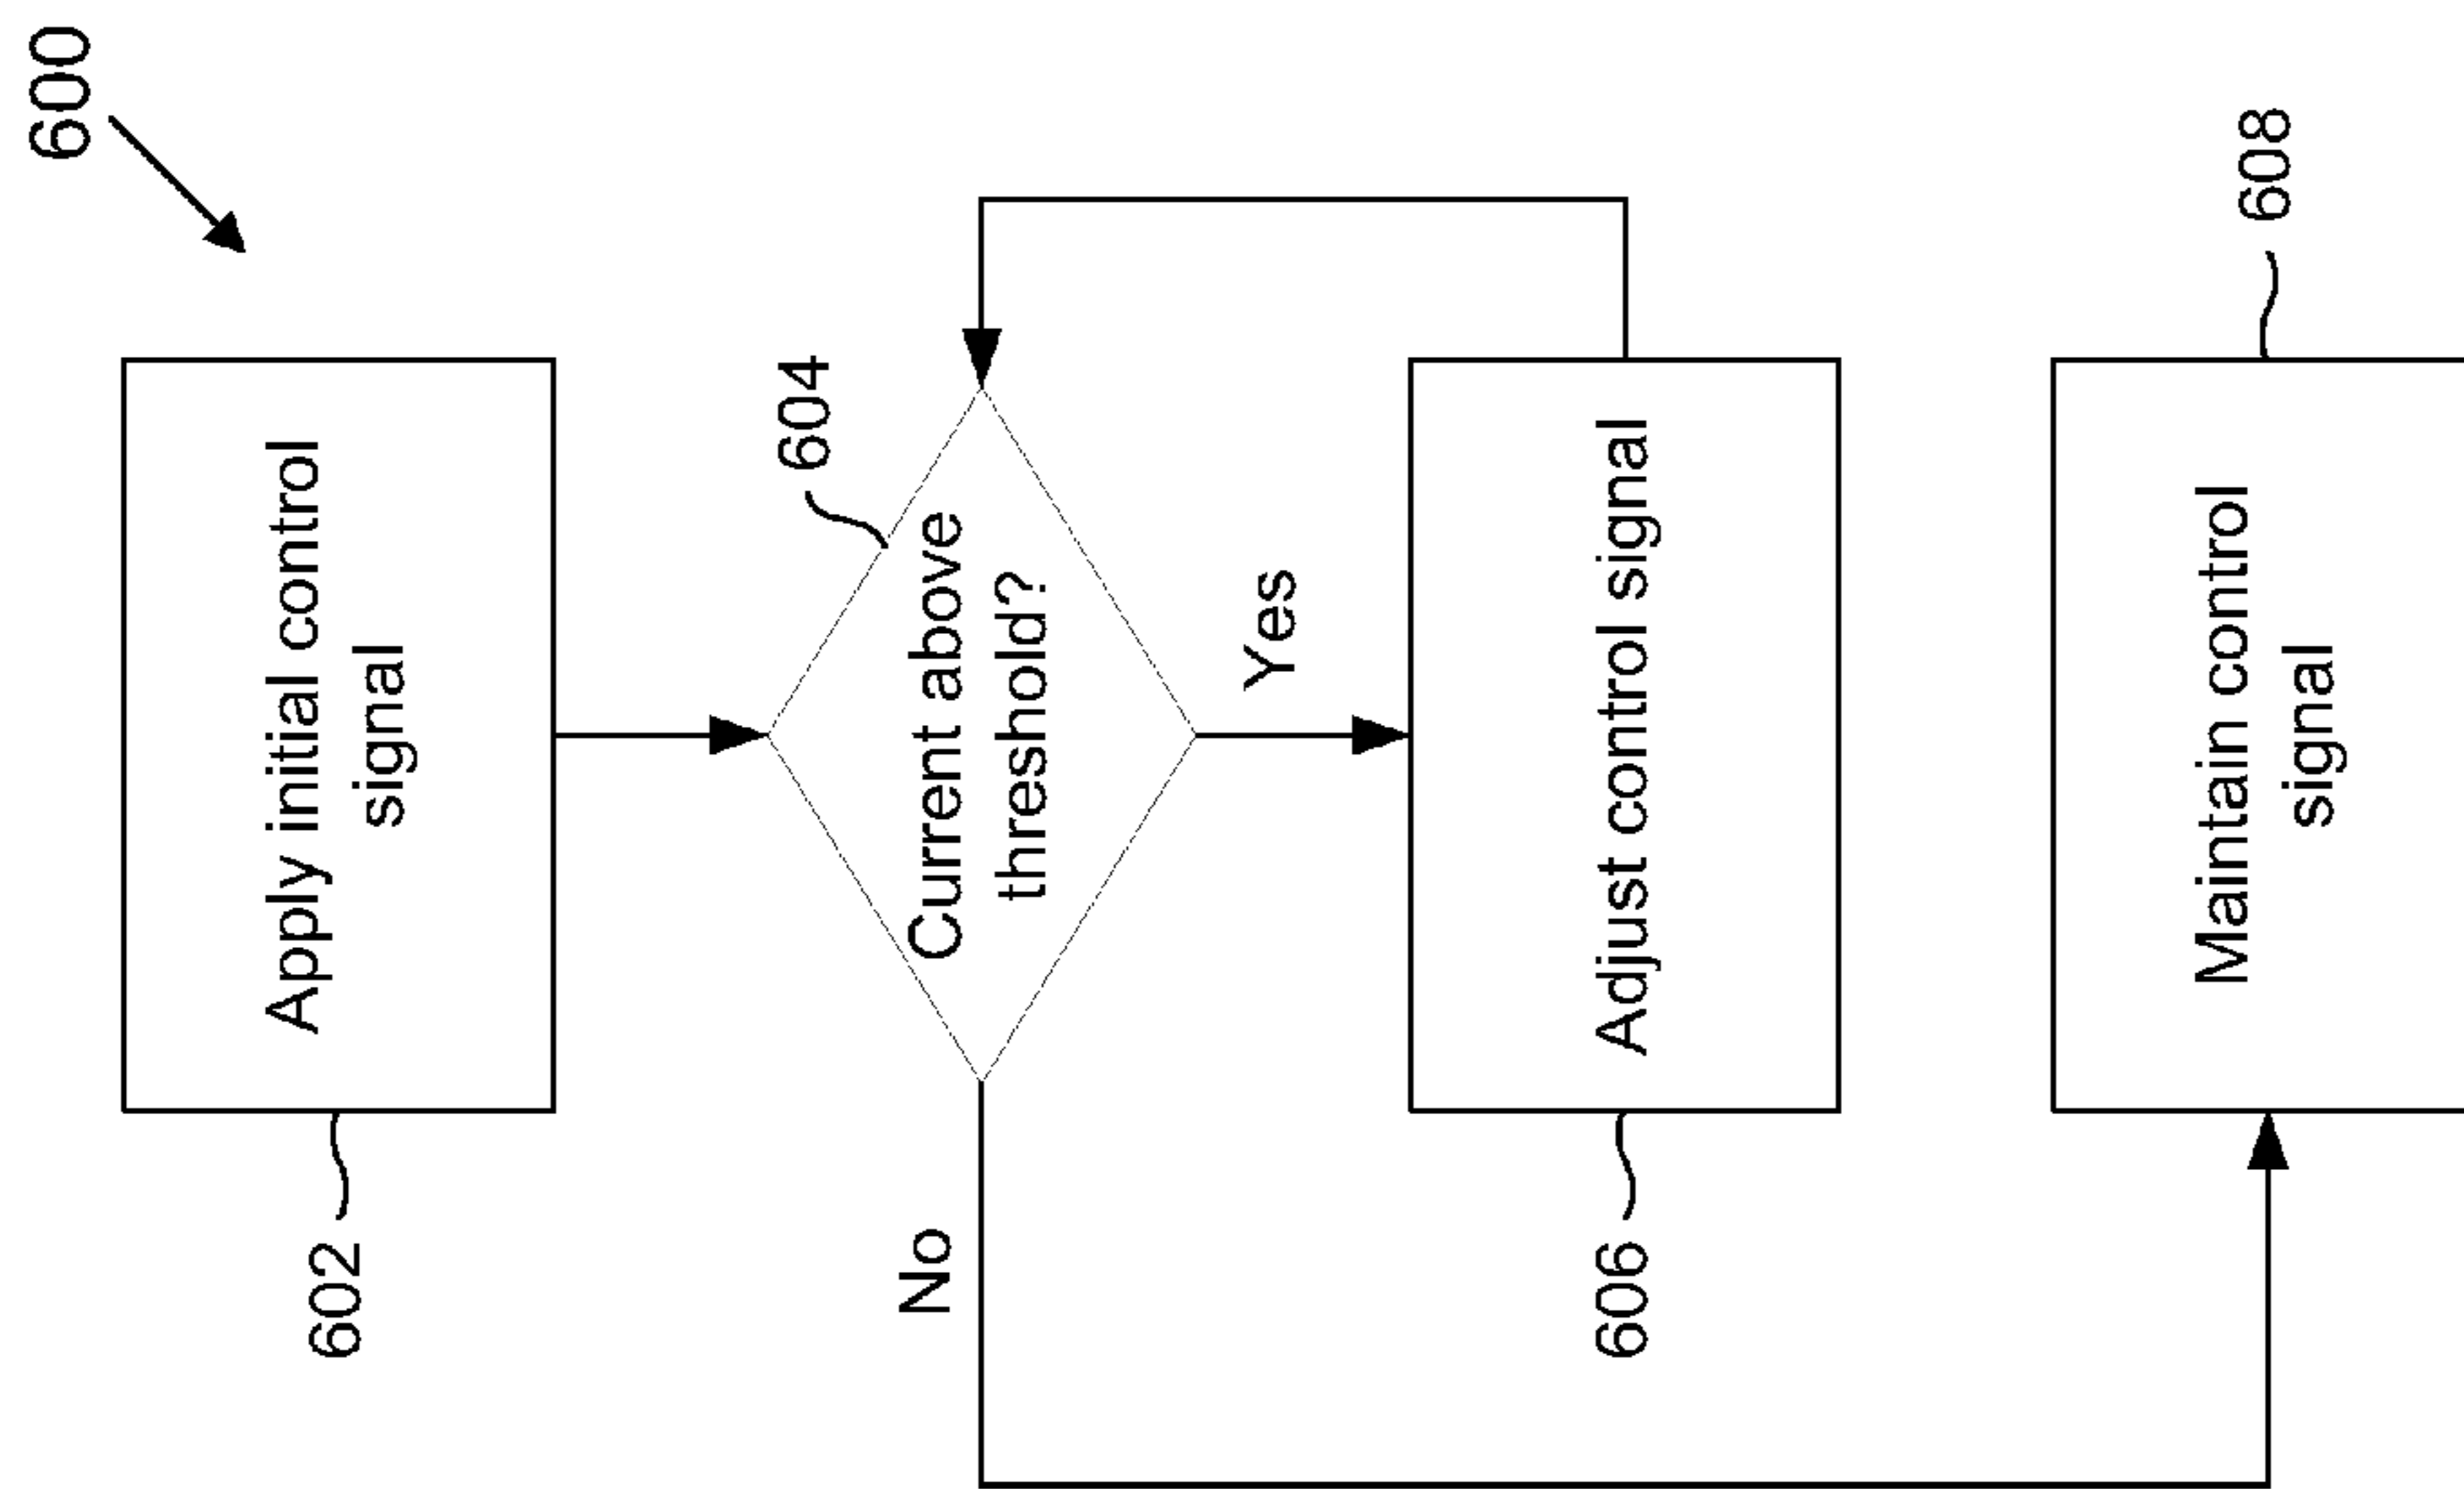 600
Apply initial control
signal
602
604
Current above
threshold?
Yes
No
Adjust control signal
606
Maintain control
signal
608